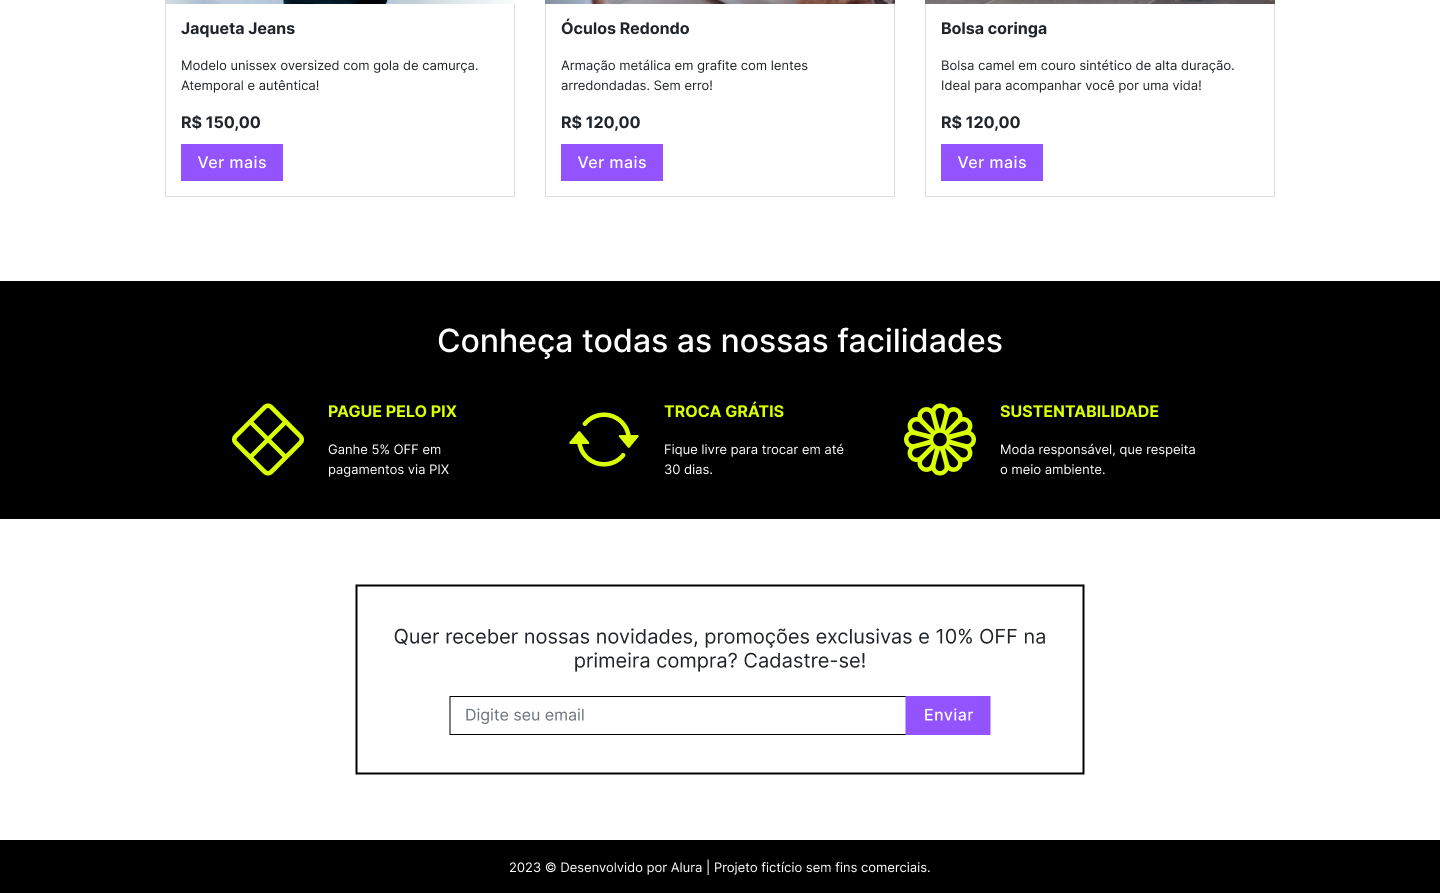 Jaqueta Jeans
Modelo unissex oversized com gola de camurça.
Atemporal e autêntica!
R$ 150,00
Ver mais
Óculos Redondo
Armação metálica em grafite com lentes
arredondadas. Sem erro!
R$ 120,00
Ver mais
Bolsa coringa
Bolsa camel em couro sintético de alta duração.
Ideal para acompanhar você por uma vida!
R$ 120,00
Ver mais
Conheça todas as nossas facilidades
PAGUE PELO PIX
Ganhe 5% OFF em
pagamentos via PIX
TROCA GRÁTIS
Fique livre para trocar em até
30 dias.
SUSTENTABILIDADE
Moda responsável, que respeita
o meio ambiente.
Quer receber nossas novidades, promoções exclusivas e 10% OFF na
primeira compra? Cadastre-se!
Digite seu email
Enviar
2023 © Desenvolvido por Alura | Projeto fictício sem fins comerciais.